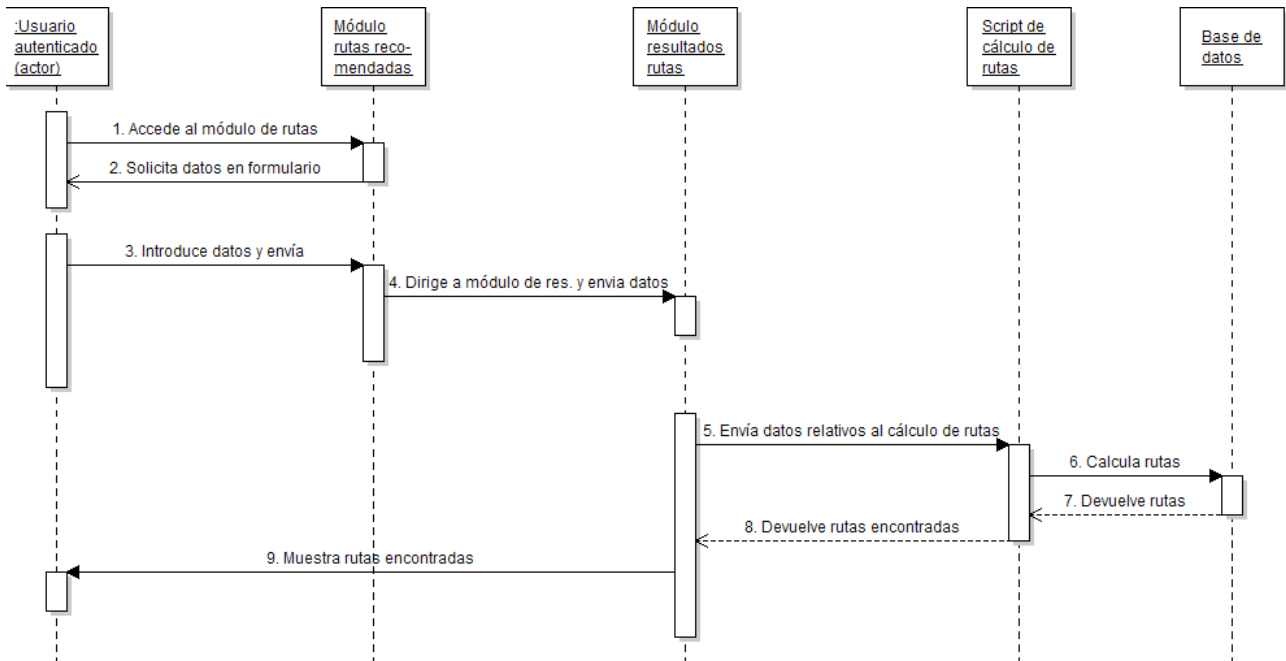 :Usuario
autenticado
(actor)
Módulo
rutas reco-
mendadas
Módulo
resultados
rutas
Script de
cálculo de
rutas
Base de
datos
1. Accede al módulo de rutas
2. Solicita datos en formulario
3. Introduce datos y envía
4. Dirige a módulo de res. y envia datos
5. Envía datos relativos al cálculo de rutas
6. Calcula rutas
7. Devuelve rutas
8. Devuelve rutas encontradas
9. Muestra rutas encontradas